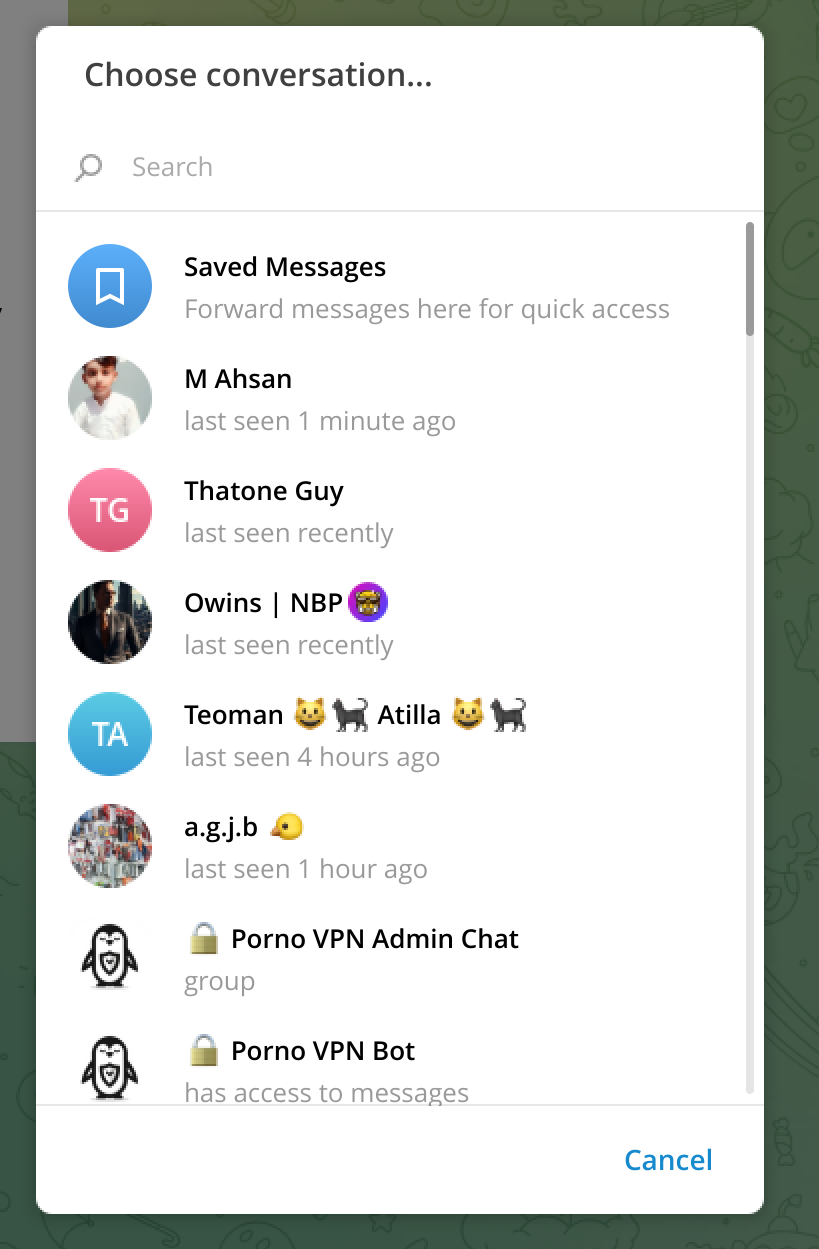 Choose conversation...
Search
Saved Messages
Forward messages here for quick access
M Ahsan
last seen 1 minute ago
TG
Thatone Guy
last seen recently
Owins | NBP
last seen recently
TA
Teoman 😺🐈‍⬛ Atilla 😺🐈‍⬛
last seen 4 hours ago
a.g.j.b 🐤
last seen 1 hour ago
🔒 Porno VPN Admin Chat
group
🔒 Porno VPN Bot
has access to messages
Cancel